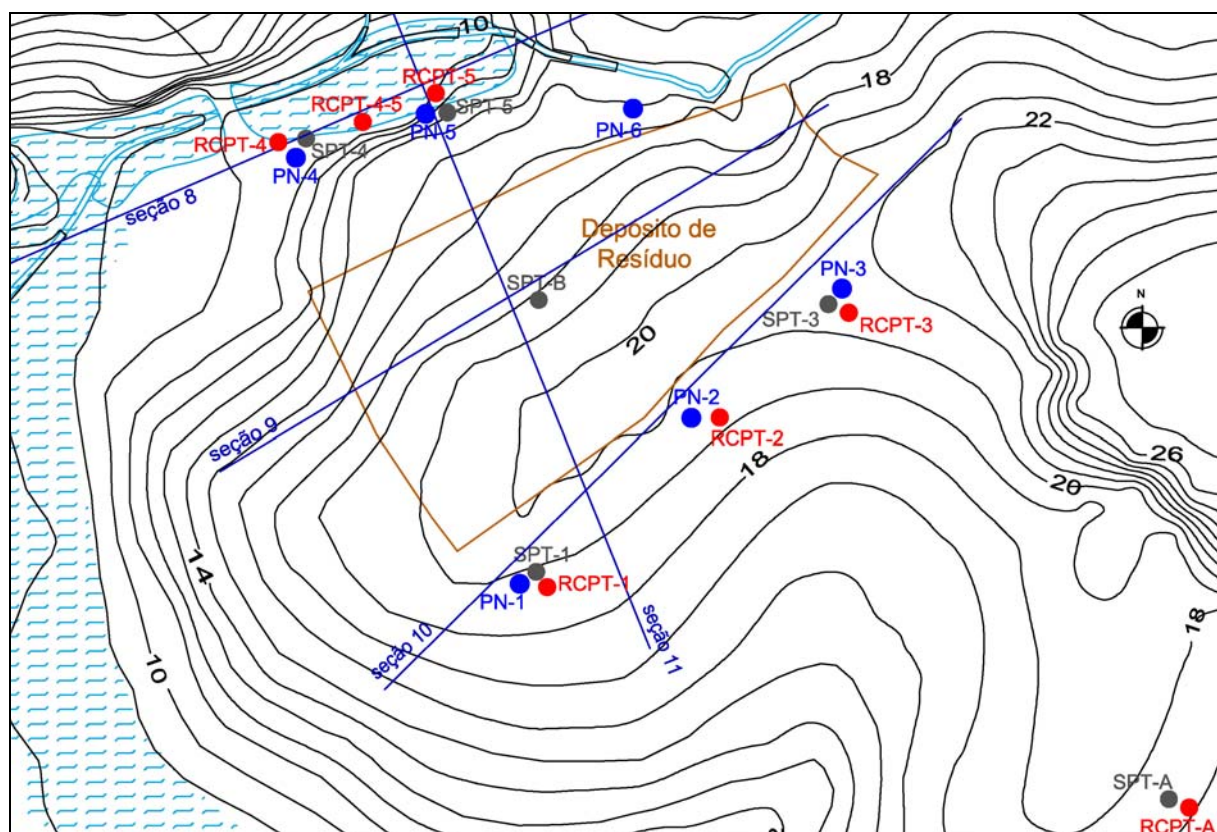 10
RCPT-5
18
RCPT-4-5
SPT-5
PN-5
PN-6
22
RCPT-4
SPT-4
PN-4
seção 8
Deposito de
Resíduo
SPT-B
PN-3
N
SPT-3
RCPT-3
20
PN-2
RCPT-2
seção 9
18
26
20
SPT-1
14
PN-1
RCPT-1
seção 10
seção 11
18
10
SPT-A
RCPT-A